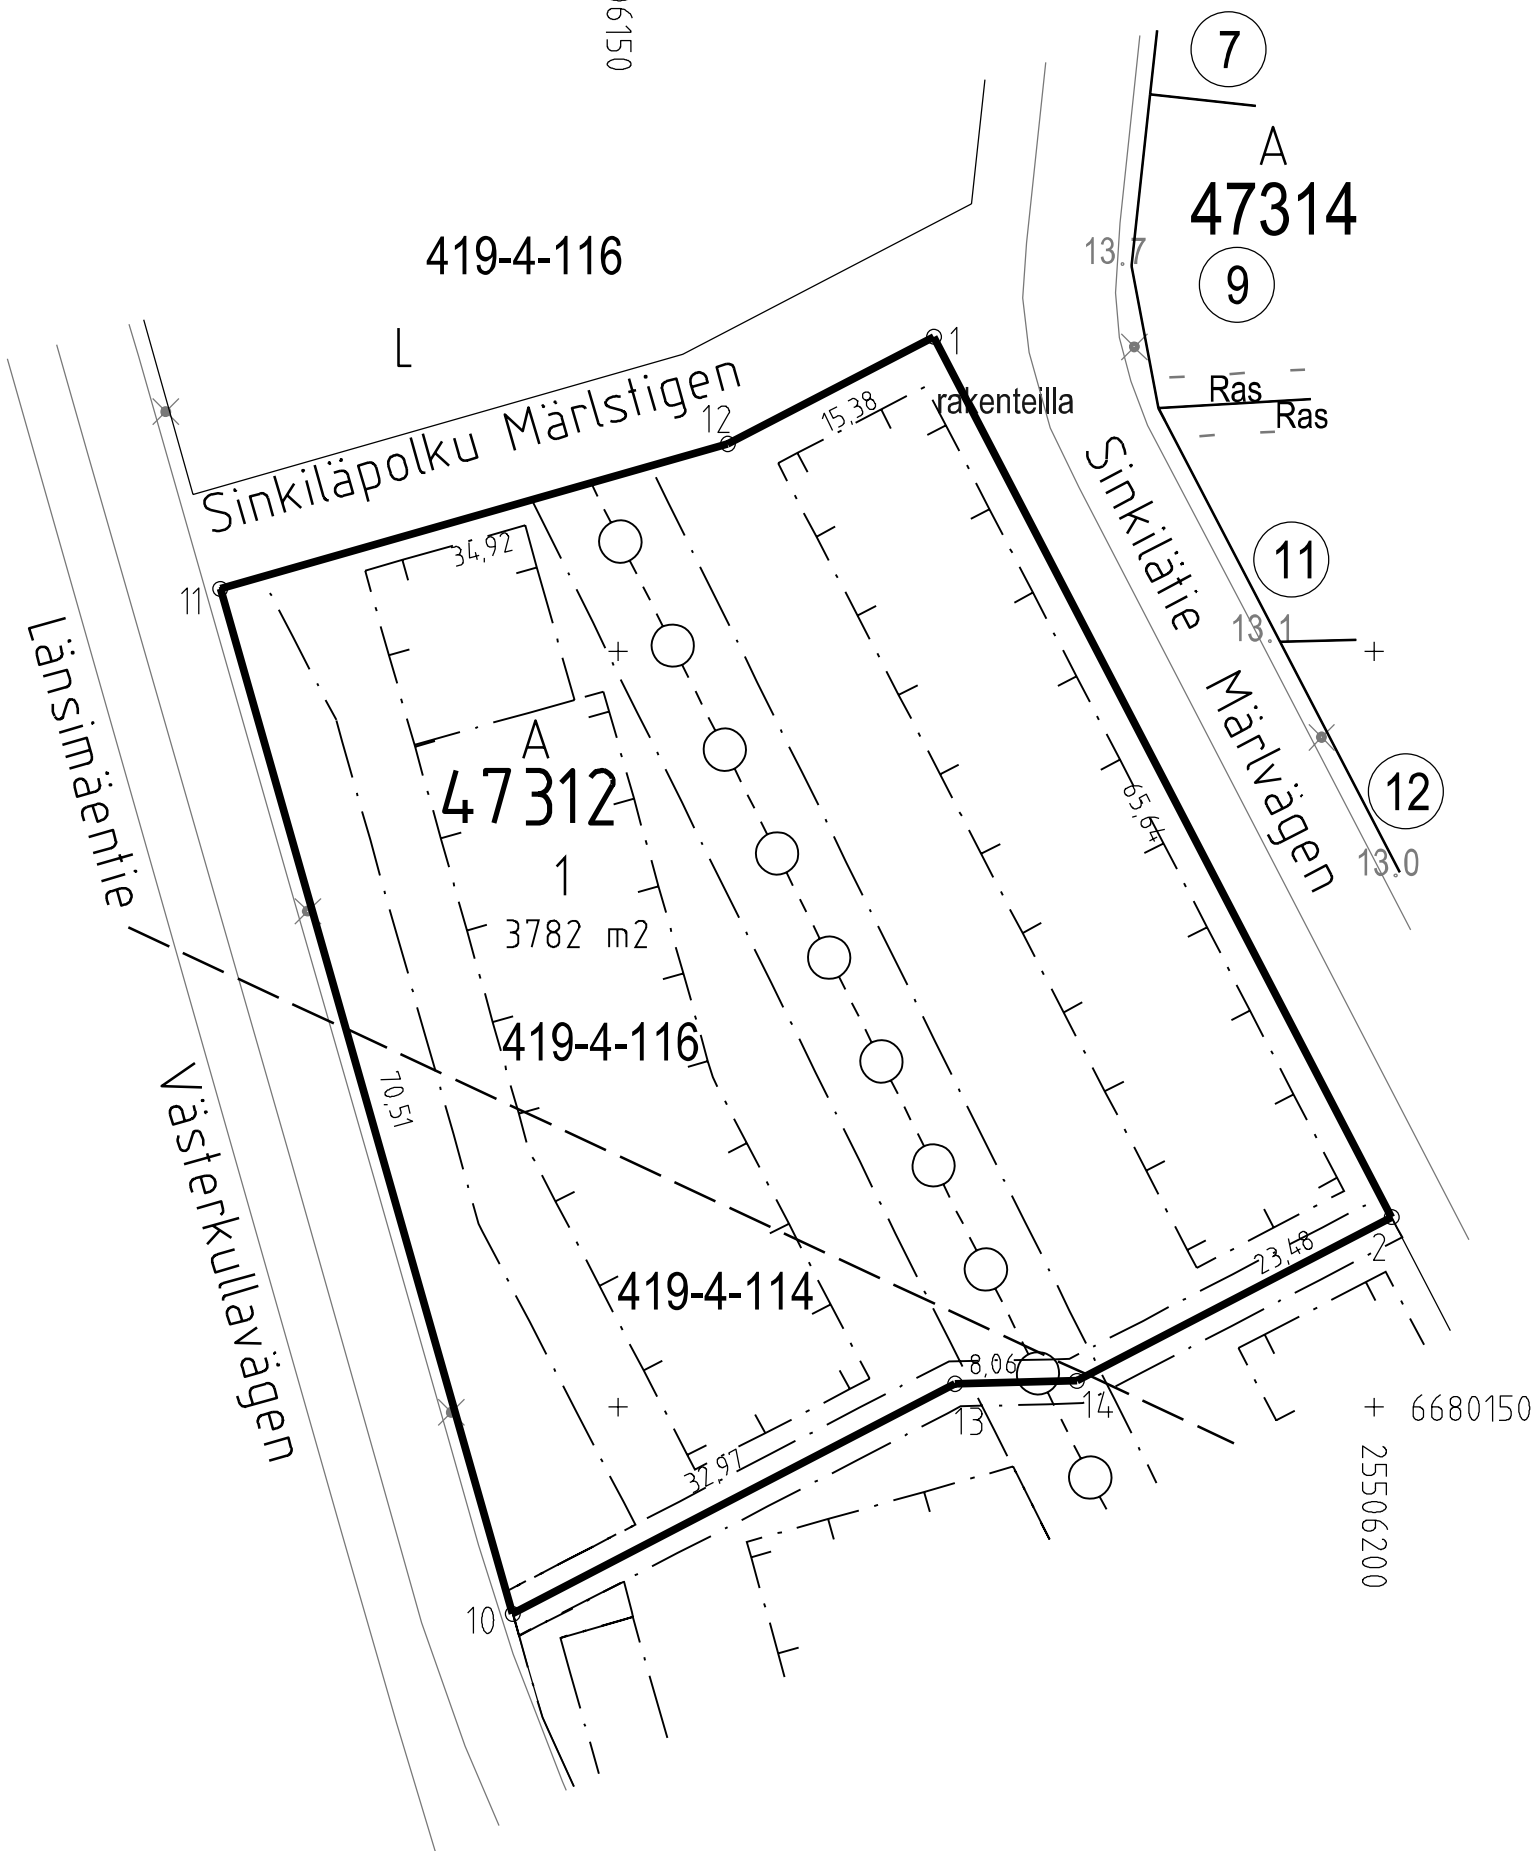 6150
7
A
47314
419-4-116
13.7
9
L
1
Sinkiläpolku Märlstigen
12
15,38
rakenteilla
Ras
Ras
34,92
11
Sinkilätie Märlvägen
11
13.1
Länsimäentie
A
47312
65,64
12
1
13.0
3782 m2
419-4-116
70,51
Västerkullavägen
419-4-114
23,48
2
8,06
13
14
6680150
25506200
32,97
10